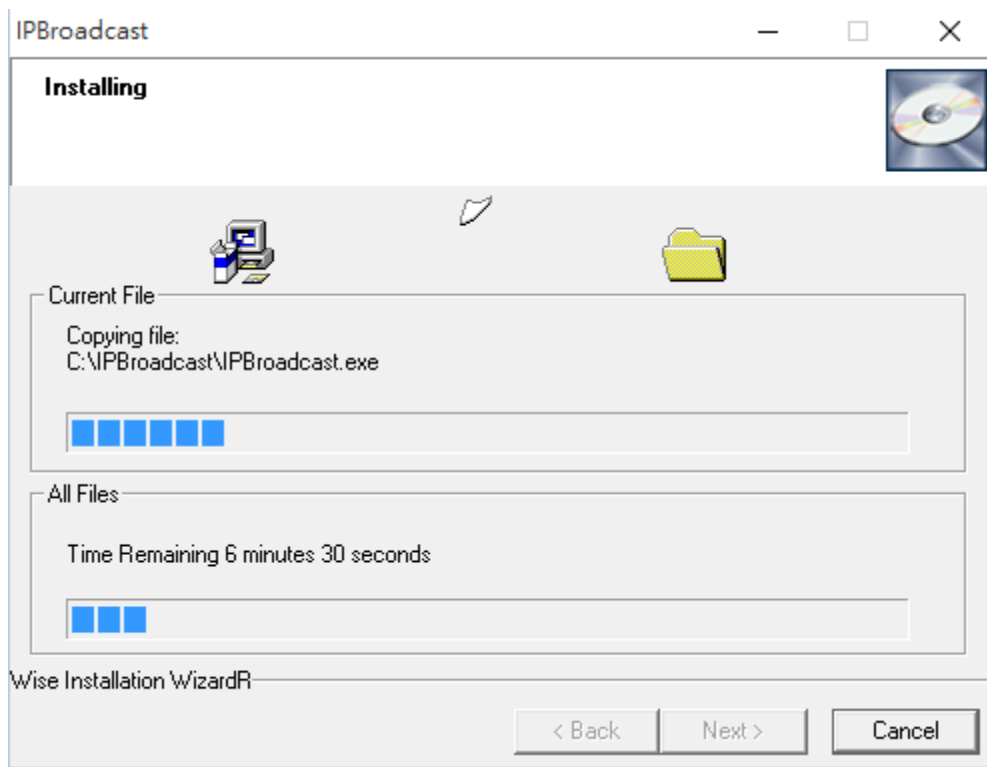 IPBroadcast
Installing
Current File
Copying file:
C:\IPBroadcast\IPBroadcast.exe
All Files
Time Remaining 6 minutes 30 seconds
Wise Installation WizardR
< Back
Next >
Cancel